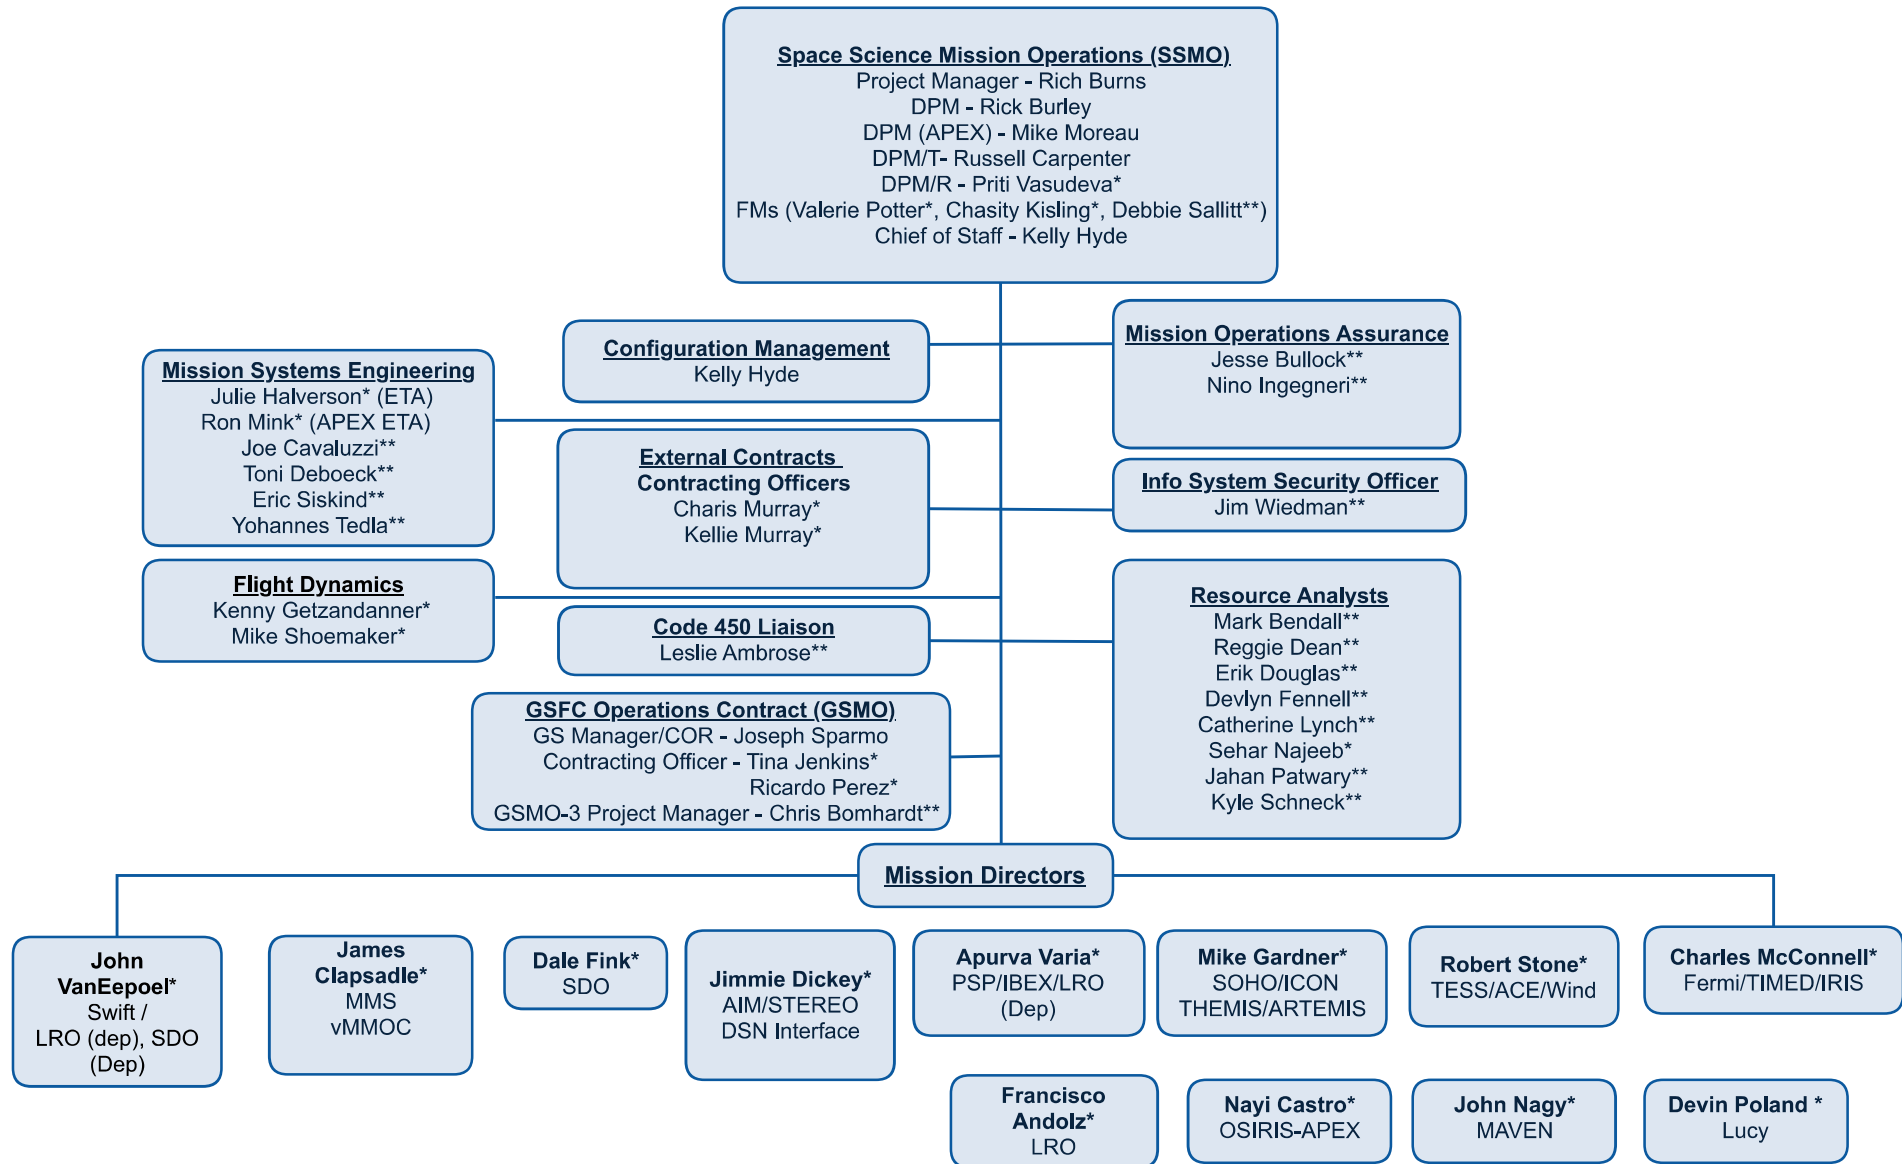 Space Science Mission Operations (SSMO)
Project Manager - Rich Burns
DPM - Rick Burley
DPM (APEX) - Mike Moreau
DPM/T- Russell Carpenter
DPM/R - Priti Vasudeva*
FMs (Valerie Potter*, Chasity Kisling*, Debbie Sallitt**)
Chief of Staff - Kelly Hyde
Configuration Management
Kelly Hyde
Mission Operations Assurance
Jesse Bullock**
Nino Ingegneri**
Mission Systems Engineering
Julie Halverson* (ETA)
Ron Mink* (APEX ETA)
Joe Cavaluzzi**
Toni Deboeck**
Eric Siskind**
Yohannes Tedla**
External Contracts
Contracting Officers
Charis Murray*
Kellie Murray*
Info System Security Officer
Jim Wiedman**
Flight Dynamics
Kenny Getzandanner*
Mike Shoemaker*
Code 450 Liaison
Leslie Ambrose**
Resource Analysts
Mark Bendall**
Reggie Dean**
Erik Douglas**
Devlyn Fennell**
Catherine Lynch**
Sehar Najeeb*
Jahan Patwary**
Kyle Schneck**
GSFC Operations Contract (GSMO)
GS Manager/COR - Joseph Sparmo
Contracting Officer - Tina Jenkins*
Ricardo Perez*
GSMO-3 Project Manager - Chris Bomhardt**
Mission Directors
John
VanEepoel*
Swift /
LRO (dep), SDO
(Dep)
James
Clapsadle*
MMS
vMMOC
Dale Fink*
SDO
Jimmie Dickey*
AIM/STEREO
DSN Interface
Apurva Varia*
PSP/IBEX/LRO
(Dep)
Mike Gardner*
SOHO/ICON
THEMIS/ARTEMIS
Robert Stone*
TESS/ACE/Wind
Charles McConnell*
Fermi/TIMED/IRIS
Francisco
Andolz*
LRO
Nayi Castro*
OSIRIS-APEX
John Nagy*
MAVEN
Devin Poland *
Lucy